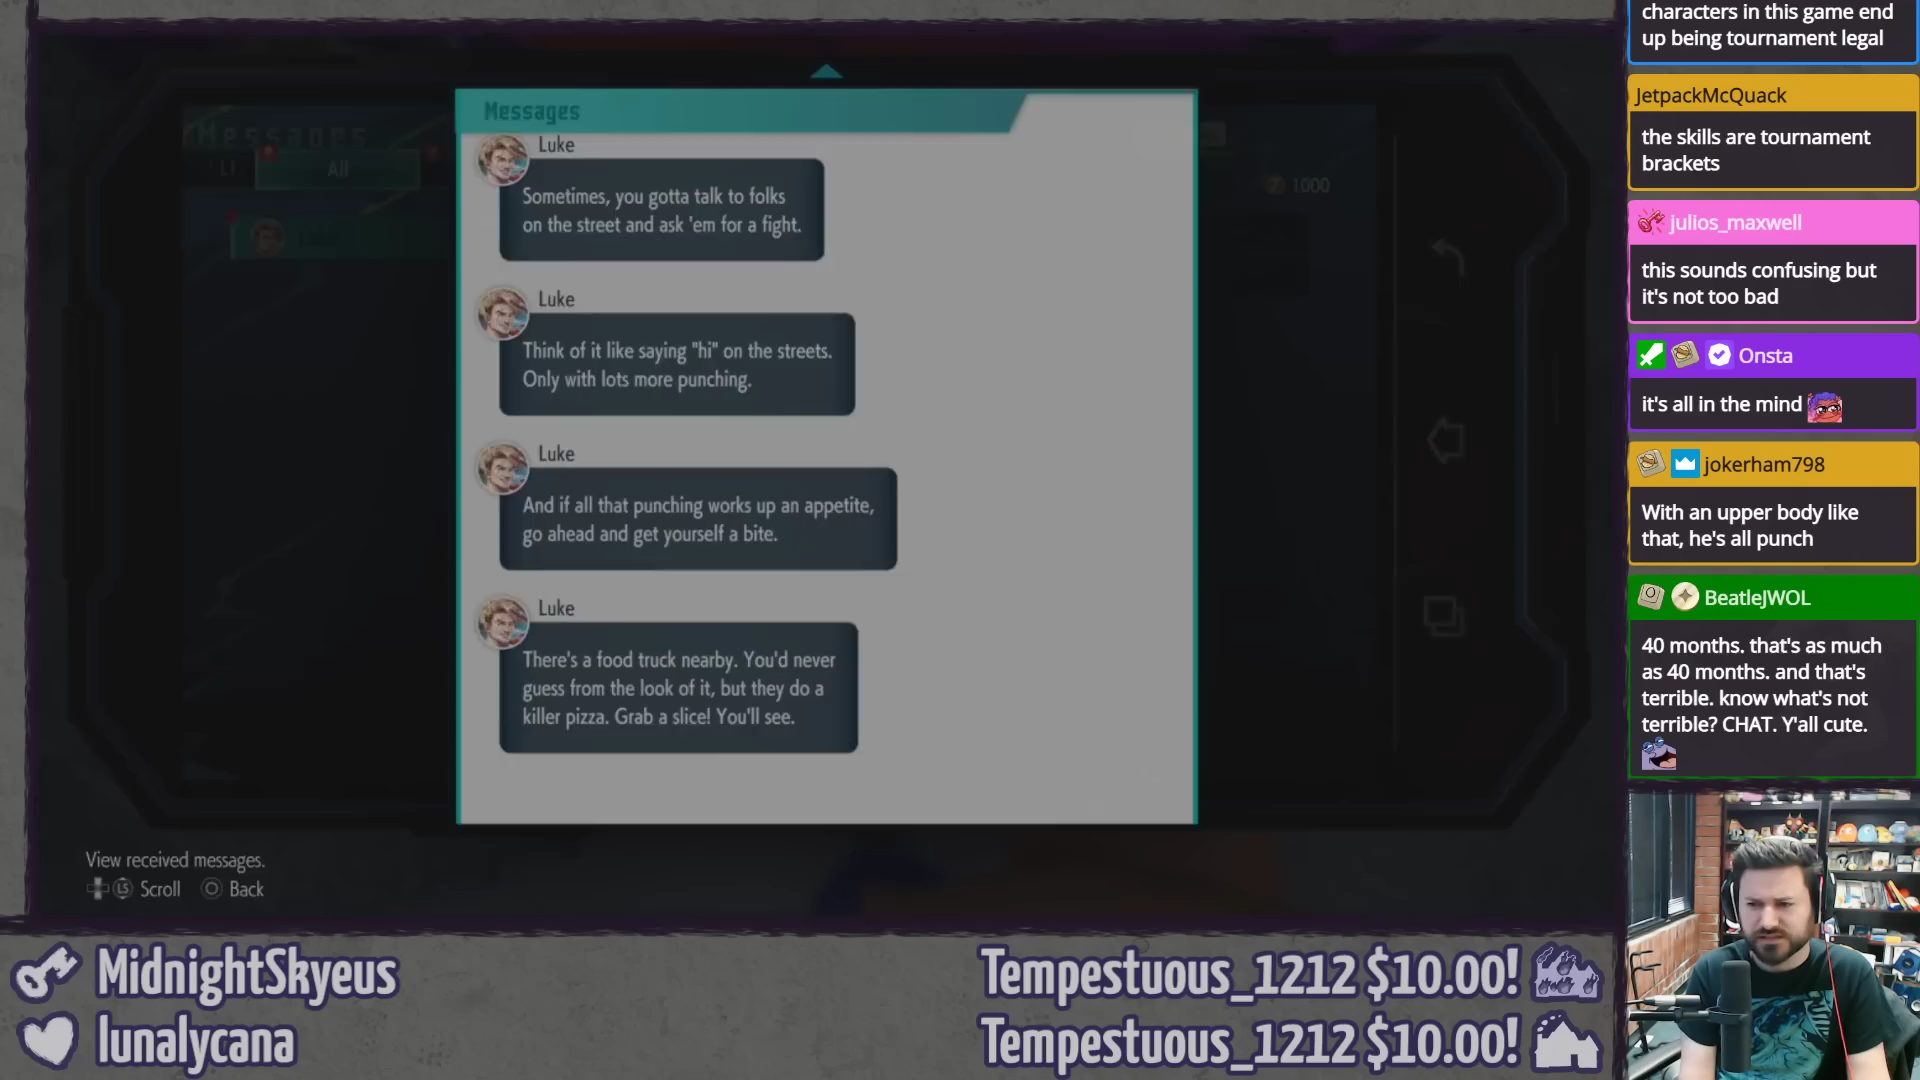 Messages
Messages
L1
All
1000
Luke
Sometimes, you gotta talk to folks
on the street and ask 'em for a fight.
Luke
Think of it like saying "hi" on the streets.
Only with lots more punching.
Luke
And if all that punching works up an appetite,
go ahead and get yourself a bite.
Luke
There's a food truck nearby. You'd never
guess from the look of it, but they do a
killer pizza. Grab a slice! You'll see.
View received messages.
LS Scroll Back
characters in this game end
up being tournament legal
JetpackMcQuack
the skills are tournament
brackets
julios_maxwell
this sounds confusing but
it's not too bad
Onsta
it's all in the mind
jokerham798
With an upper body like
that, he's all punch
BeatleJWOL
40 months. that's as much
as 40 months. and that's
terrible. know what's not
terrible? CHAT. Y'all cute.
MidnightSkyeus
lunalycana
Tempestuous_1212 $10.00!
Tempestuous_1212 $10.00!